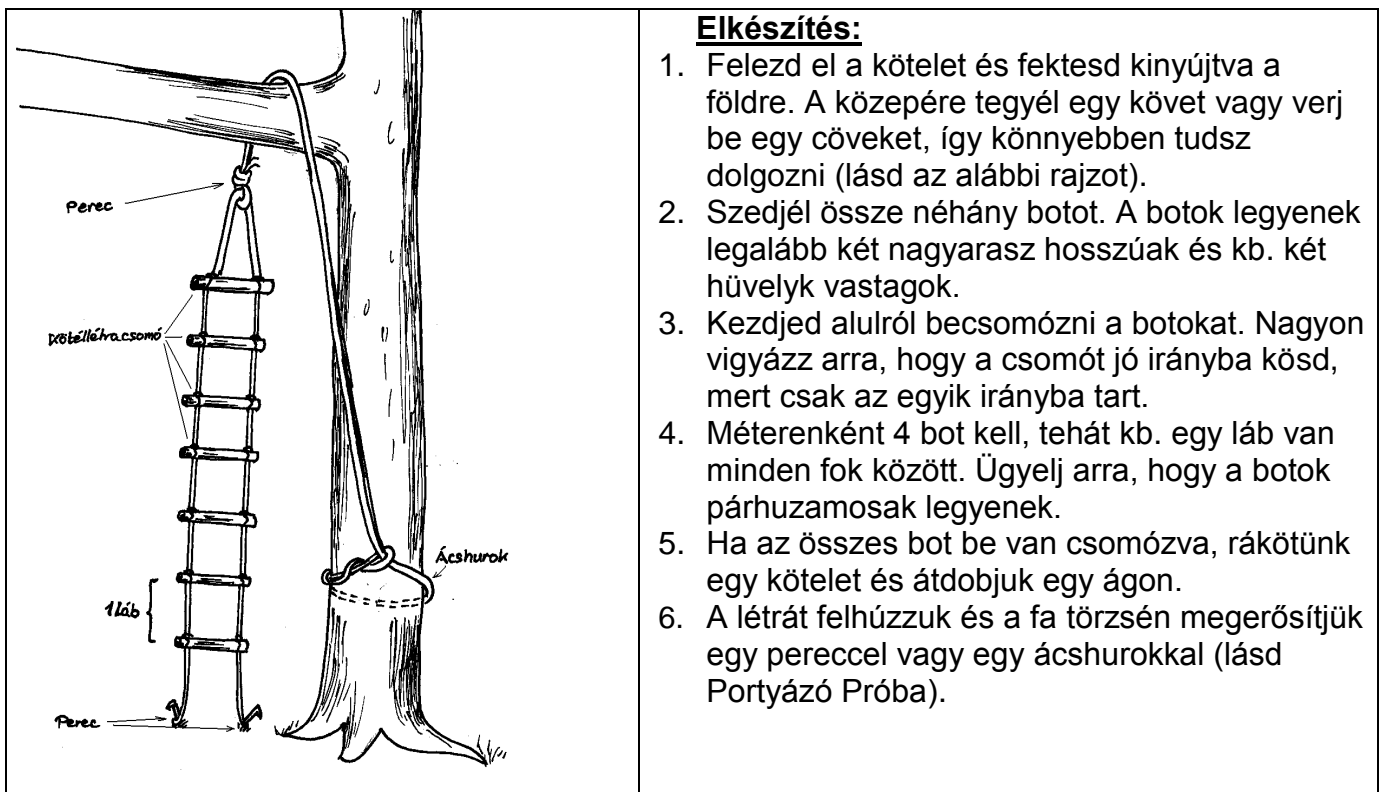 Perec
Kötéllétracsomó
Ácshurok
1 láb
Perec
Elkészítés:
1. Felezd el a kötelet és fektesd kinyújtva a
földre. A közepére tegyél egy követ vagy verj
be egy cöveket, így könnyebben tudsz
dolgozni (lásd az alábbi rajzot).
2. Szedjél össze néhány botot. A botok legyenek
legalább két nagyarasz hosszúak és kb. két
hüvelyk vastagok.
3. Kezdjed alulról becsomózni a botokat. Nagyon
vigyázz arra, hogy a csomót jó irányba kösd,
mert csak az egyik irányba tart.
4. Méterenként 4 bot kell, tehát kb. egy láb van
minden fok között. Ügyelj arra, hogy a botok
párhuzamosak legyenek.
5. Ha az összes bot be van csomózva, rákötünk
egy kötelet és átdobjuk egy ágon.
6. A létrát felhúzzuk és a fa törzsén megerősítjük
egy pereccel vagy egy ácshurokkal (lásd
Portyázó Próba).